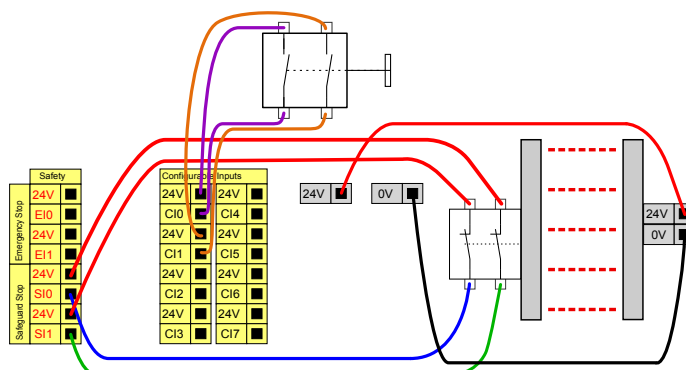 Safety
Emergency Stop
24V
EI0
24V
EI1
Safeguard Stop
24V
SI0
24V
SI1
Configurable Inputs
24V 24V
CI0 CI4
24V 24V
CI1 CI5
24V 24V
CI2 CI6
24V 24V
CI3 CI7
24V
0V
24V
0V